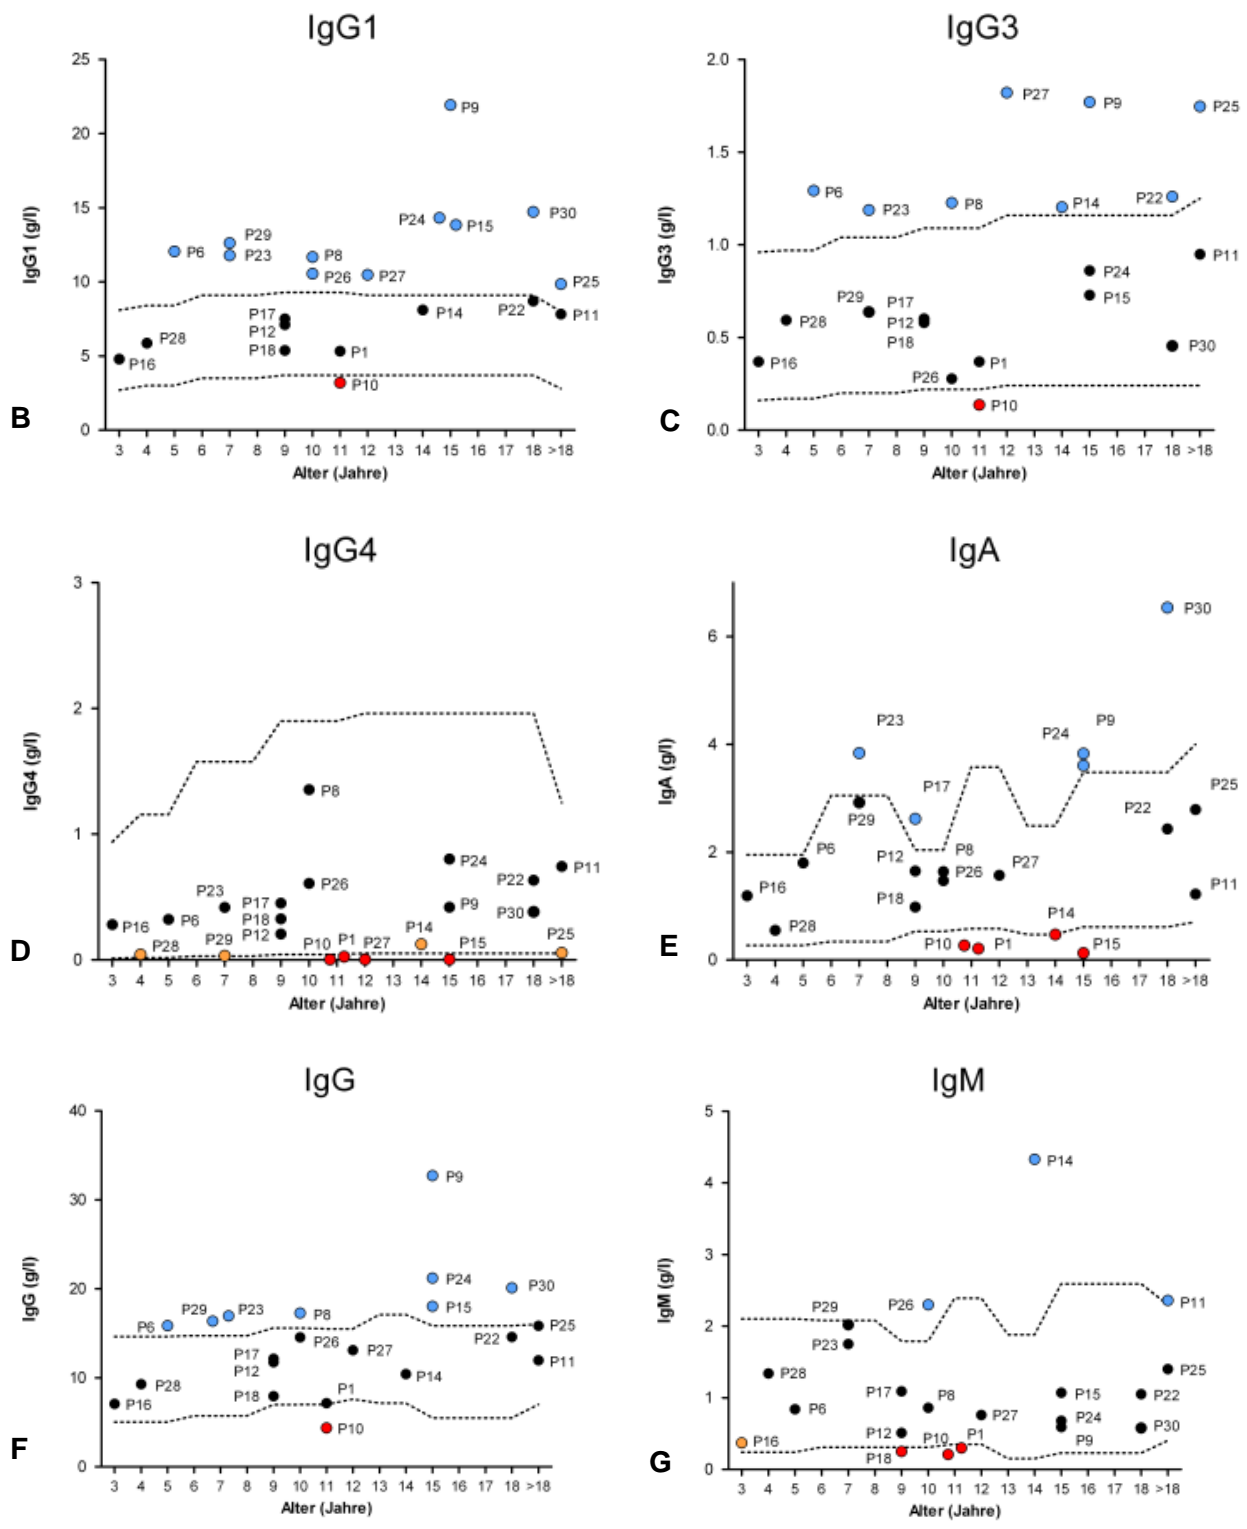 IgG1
25
20
15
10
5
0
IgG1 (g/l)
P9
P24
P15
P30
P29
P6
P23
P8
P26
P27
P25
P17
P12
P14
P22
P11
P28
P18
P1
P16
P10
3 4 5 6 7 8 9 10 11 12 13 14 15 16 17 18 >18
Alter (Jahre)
B
IgG3
2.0
1.5
1.0
0.5
0.0
IgG3 (g/l)
P27
P9
P25
P6
P23
P8
P14
P22
P11
P24
P15
P29
P17
P28
P12
P18
P16
P1
P30
P26
P10
3 4 5 6 7 8 9 10 11 12 13 14 15 16 17 18 >18
Alter (Jahre)
C
IgG4
3
2
1
0
IgG4 (g/l)
P8
P24
P11
P26
P22
P23
P17
P9
P16
P6
P18
P30
P12
P28
P29
P10
P1
P27
P14
P15
P25
3 4 5 6 7 8 9 10 11 12 13 14 15 16 17 18 >18
Alter (Jahre)
D
IgA
6
4
2
0
IgA (g/l)
P30
P23
P9
P24
P17
P25
P29
P22
P6
P12
P8
P26
P27
P16
P18
P11
P28
P14
P10
P1
P15
3 4 5 6 7 8 9 10 11 12 13 14 15 16 17 18 >18
Alter (Jahre)
E
IgG
40
30
20
10
0
IgG (g/l)
P9
P24
P30
P29
P23
P8
P15
P6
P26
P22
P25
P17
P27
P12
P11
P28
P14
P16
P18
P1
P10
3 4 5 6 7 8 9 10 11 12 13 14 15 16 17 18 >18
Alter (Jahre)
F
IgM
5
4
3
2
1
0
IgM (g/l)
P14
P26
P11
P29
P23
P28
P25
P17
P8
P15
P22
P6
P27
P24
P12
P10
P1
P9
P30
P16
P18
3 4 5 6 7 8 9 10 11 12 13 14 15 16 17 18 >18
Alter (Jahre)
G